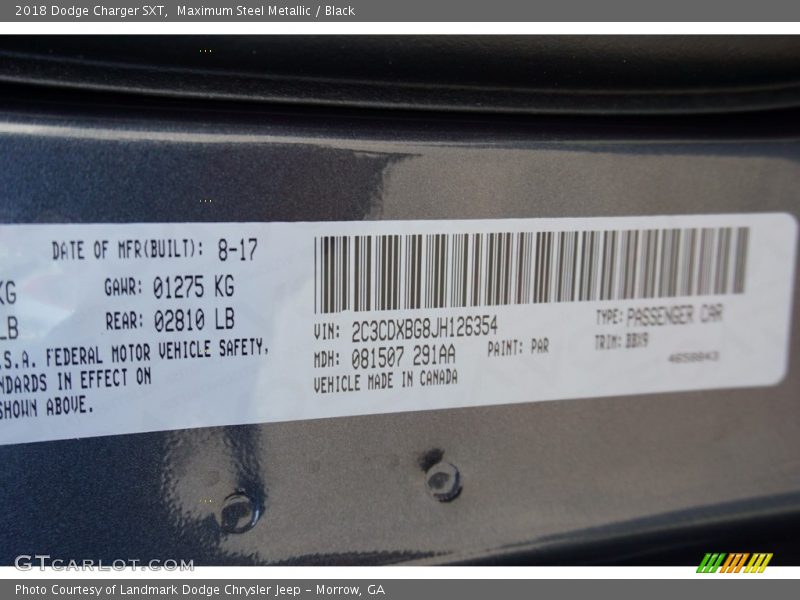 2018 Dodge Charger SXT, Maximum Steel Metallic / Black
DATE OF MFR(BUILT): 8-17
KG GAWR: 01275 KG
LB REAR: 02810 LB
.S.A. FEDERAL MOTOR VEHICLE SAFETY,
NDARDS IN EFFECT ON
SHOWN ABOVE.
VIN: 2C3CDXBG8JH126354 TYPE: PASSENGER CAR
MDH: 081507 291AA PAINT: PAR TRIM: BBX9
VEHICLE MADE IN CANADA
GTCARLOT.COM
Photo Courtesy of Landmark Dodge Chrysler Jeep - Morrow, GA